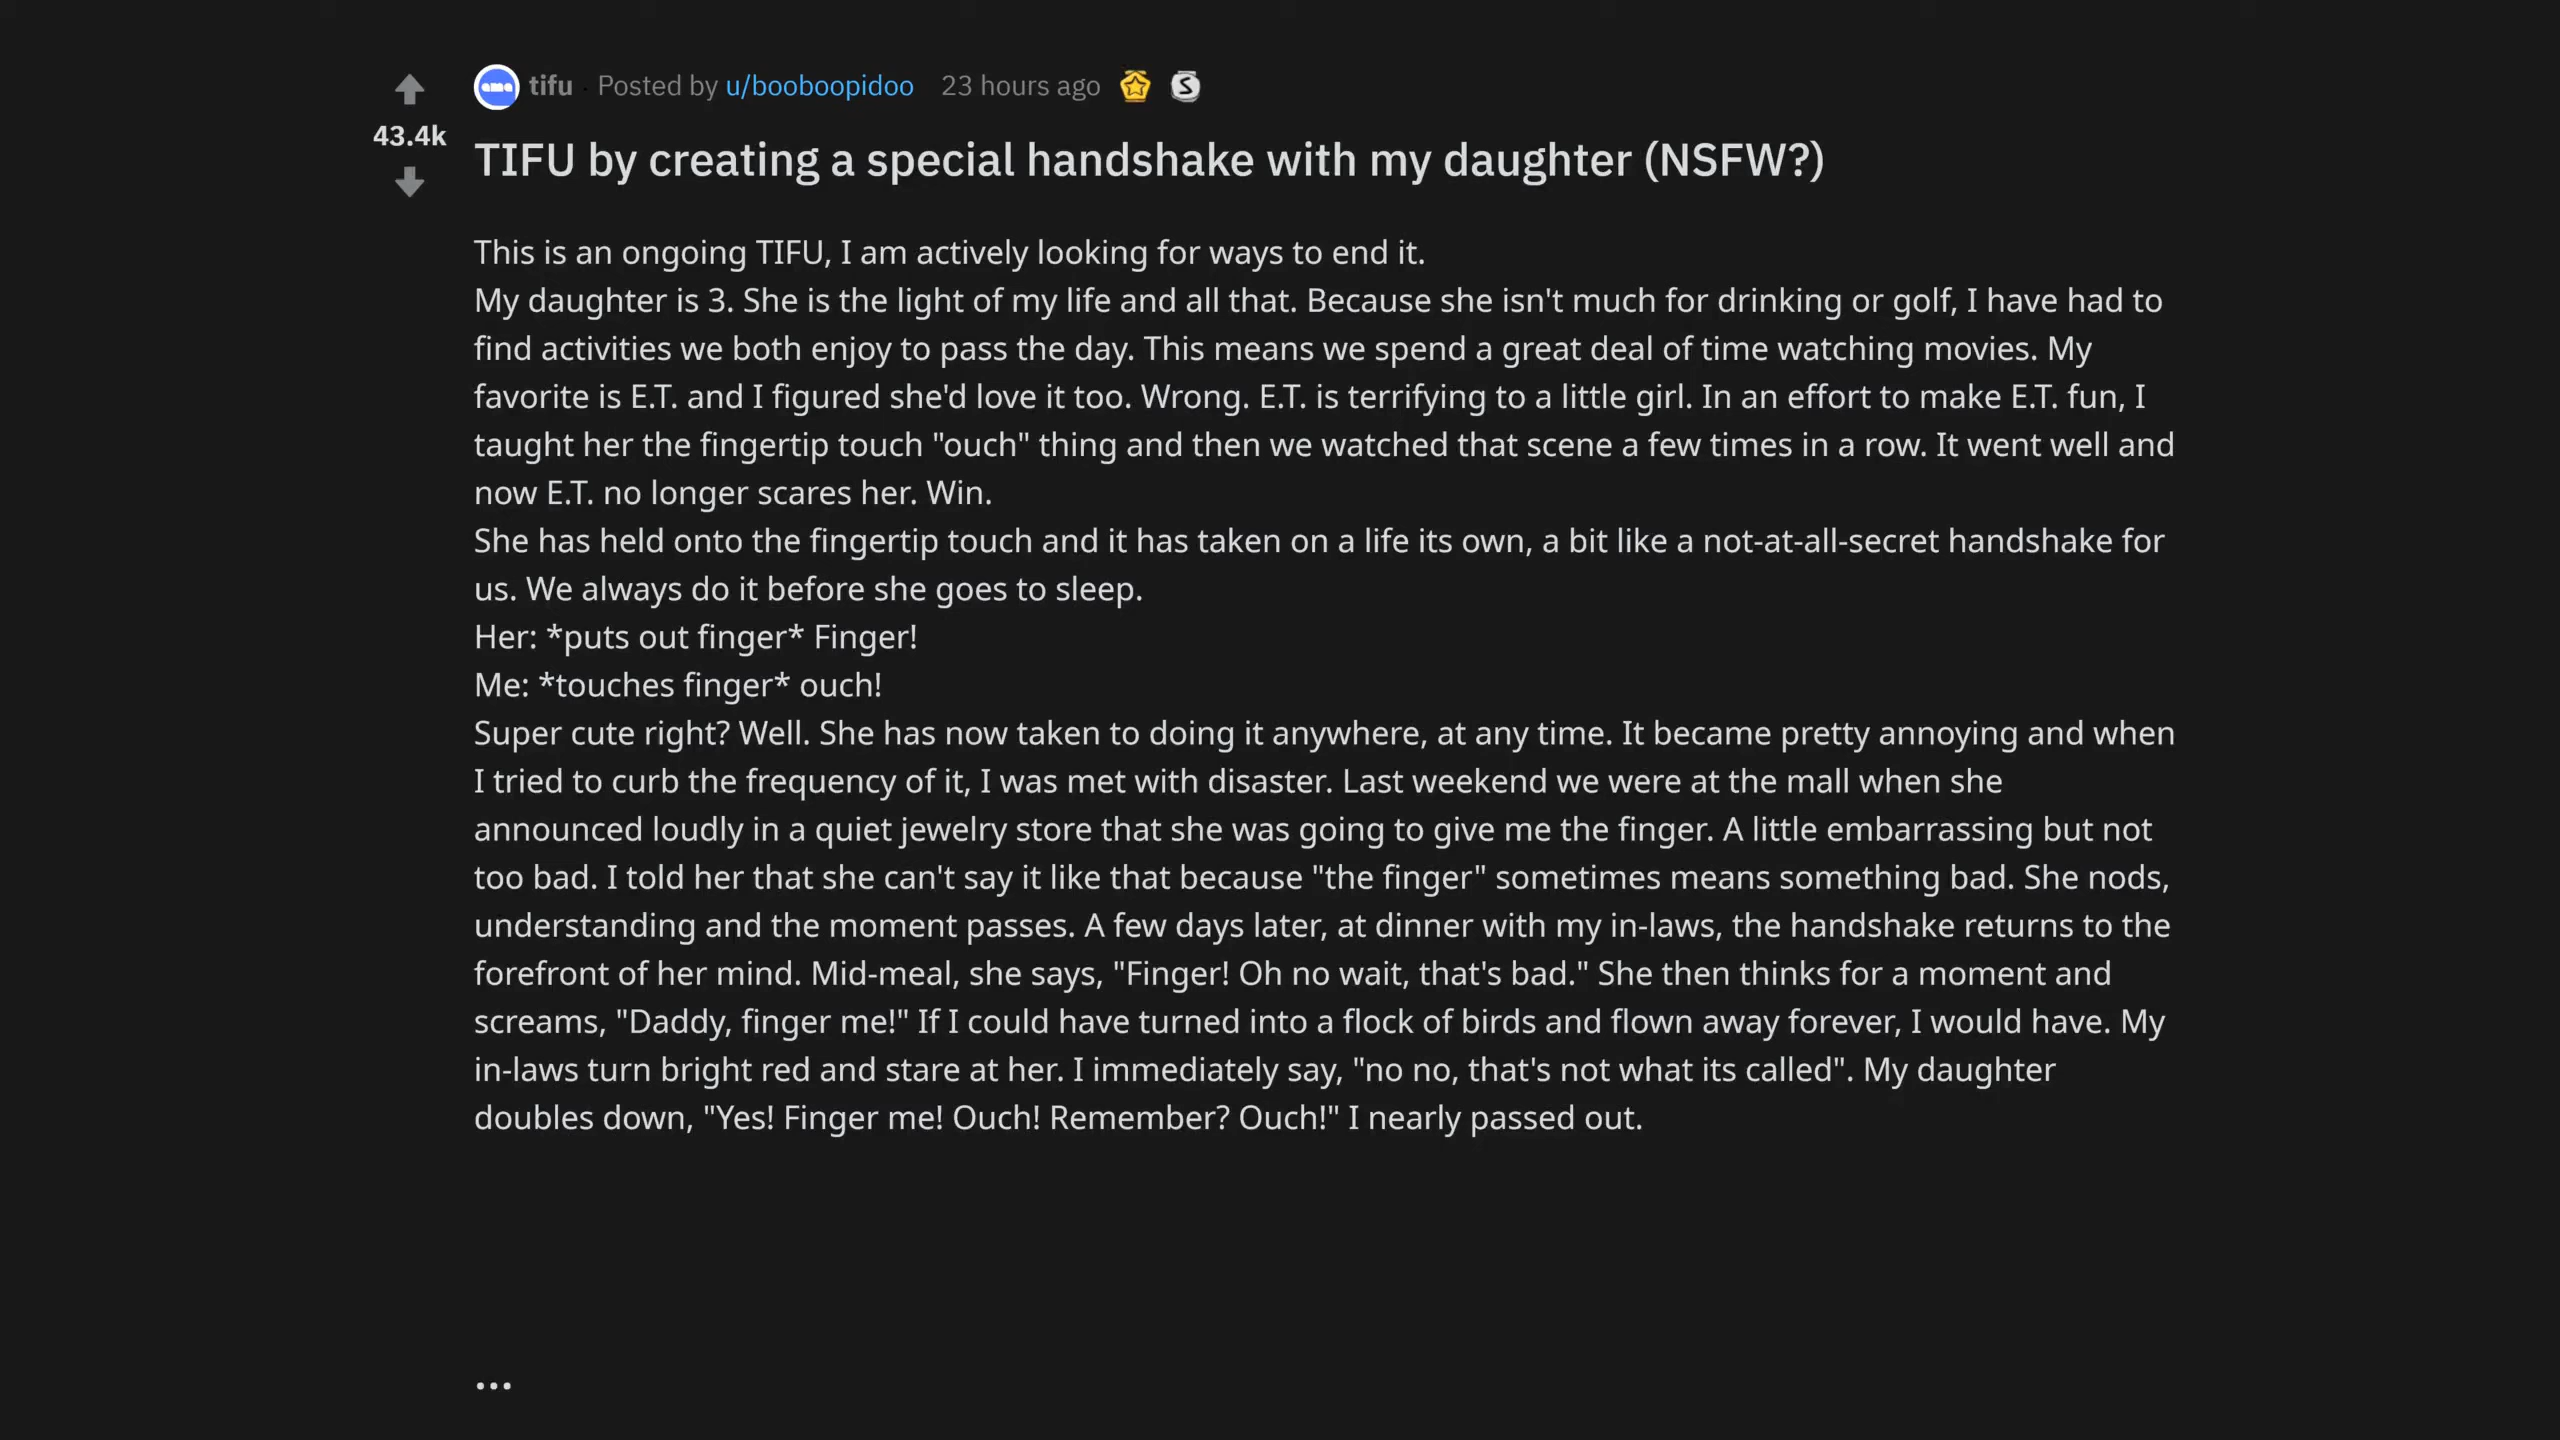 tifu · Posted by u/booboopidoo 23 hours ago
43.4k
TIFU by creating a special handshake with my daughter (NSFW?)
This is an ongoing TIFU, I am actively looking for ways to end it.
My daughter is 3. She is the light of my life and all that. Because she isn't much for drinking or golf, I have had to
find activities we both enjoy to pass the day. This means we spend a great deal of time watching movies. My
favorite is E.T. and I figured she'd love it too. Wrong. E.T. is terrifying to a little girl. In an effort to make E.T. fun, I
taught her the fingertip touch "ouch" thing and then we watched that scene a few times in a row. It went well and
now E.T. no longer scares her. Win.
She has held onto the fingertip touch and it has taken on a life its own, a bit like a not-at-all-secret handshake for
us. We always do it before she goes to sleep.
Her: *puts out finger* Finger!
Me: *touches finger* ouch!
Super cute right? Well. She has now taken to doing it anywhere, at any time. It became pretty annoying and when
I tried to curb the frequency of it, I was met with disaster. Last weekend we were at the mall when she
announced loudly in a quiet jewelry store that she was going to give me the finger. A little embarrassing but not
too bad. I told her that she can't say it like that because "the finger" sometimes means something bad. She nods,
understanding and the moment passes. A few days later, at dinner with my in-laws, the handshake returns to the
forefront of her mind. Mid-meal, she says, "Finger! Oh no wait, that's bad." She then thinks for a moment and
screams, "Daddy, finger me!" If I could have turned into a flock of birds and flown away forever, I would have. My
in-laws turn bright red and stare at her. I immediately say, "no no, that's not what its called". My daughter
doubles down, "Yes! Finger me! Ouch! Remember? Ouch!" I nearly passed out.
...